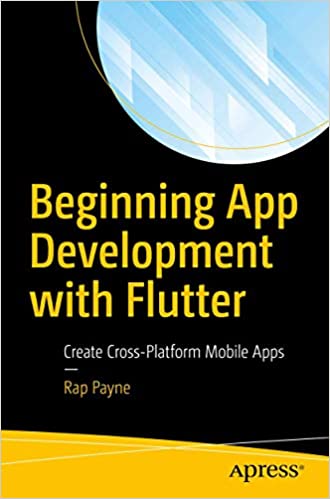 Beginning App
Development
with Flutter
Create Cross-Platform Mobile Apps
—
Rap Payne
Apress®